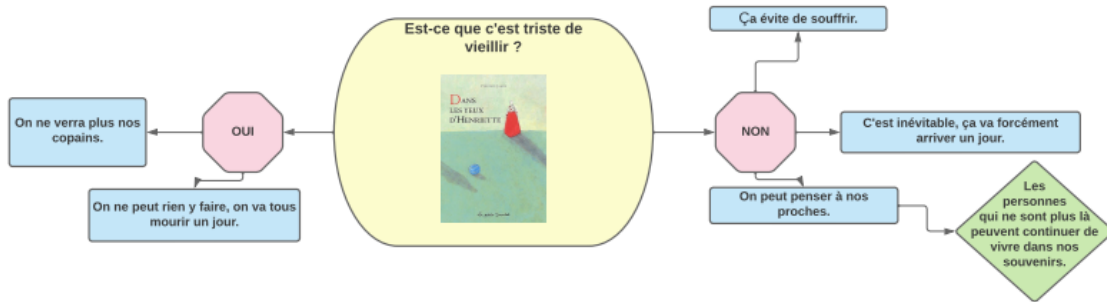 Est-ce que c'est triste de
vieillir ?
DANS
LES YEUX
D'HENRIETTE
OUI
On ne verra plus nos
copains.
On ne peut rien y faire, on va tous
mourir un jour.
NON
Ça évite de souffrir.
C'est inévitable, ça va forcément
arriver un jour.
On peut penser à nos
proches.
Les
personnes
qui ne sont plus là
peuvent continuer de
vivre dans nos
souvenirs.